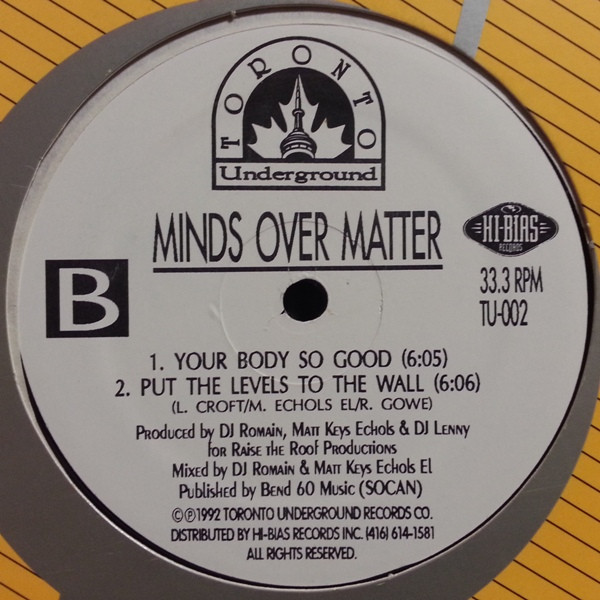 TORONTO
Underground
MINDS OVER MATTER
HI-BIAS
RECORDS
B
33.3 RPM
TU-002
1. YOUR BODY SO GOOD (6:05)
2. PUT THE LEVELS TO THE WALL (6:06)
(L. CROFT/M. ECHOLS EL/R. GOWE)
Produced by DJ Romain, Matt Keys Echols & DJ Lenny
for Raise the Roof Productions
Mixed by DJ Romain & Matt Keys Echols El
Published by Bend 60 Music (SOCAN)
©℗1992 TORONTO UNDERGROUND RECORDS CO.
DISTRIBUTED BY HI-BIAS RECORDS INC. (416) 614-1581
ALL RIGHTS RESERVED.